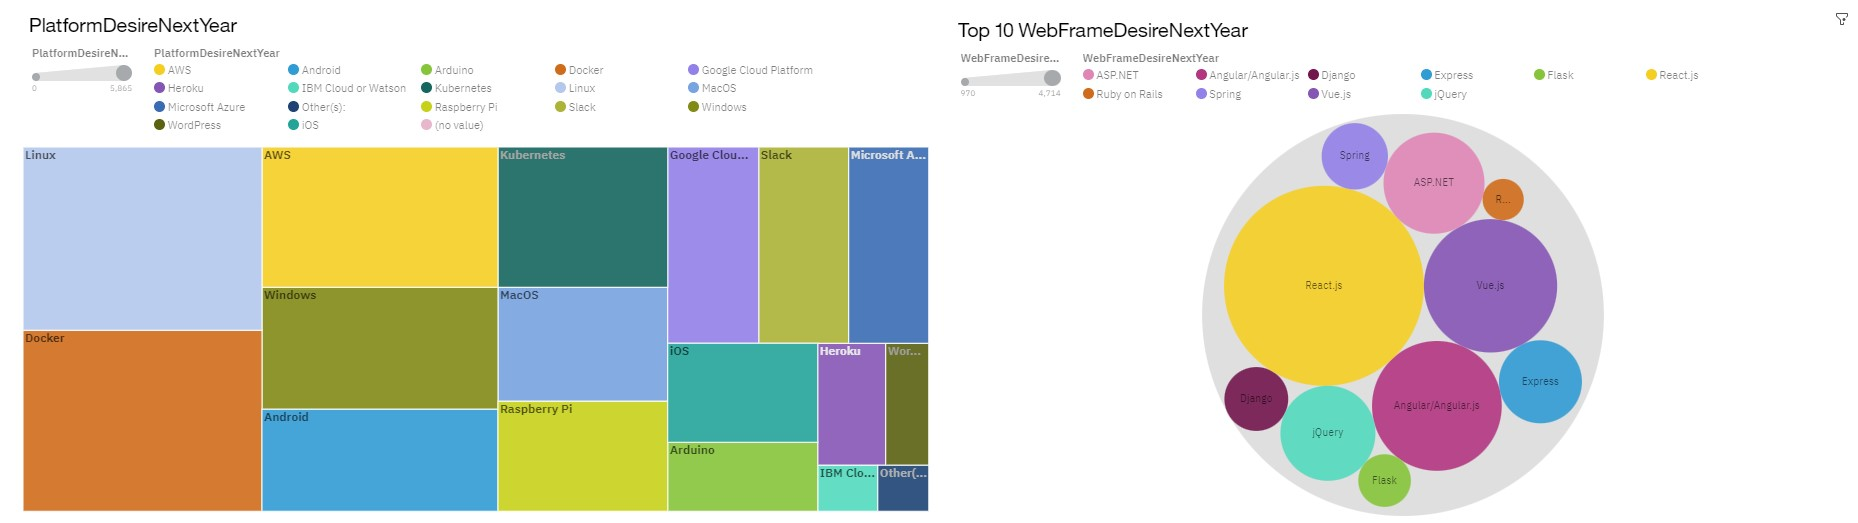 PlatformDesireNextYear
PlatformDesireN...
0 5,865
PlatformDesireNextYear
AWS Android Arduino Docker Google Cloud Platform
Heroku IBM Cloud or Watson Kubernetes Linux MacOS
Microsoft Azure Other(s): Raspberry Pi Slack Windows
WordPress iOS (no value)
Linux
Docker
AWS
Windows
Android
Kubernetes
MacOS
Raspberry Pi
Google Clou...
Slack
Microsoft A...
iOS
Arduino
Heroku
Wor...
IBM Clo...
Other(...
Top 10 WebFrameDesireNextYear
WebFrameDesire...
970 4,714
WebFrameDesireNextYear
ASP.NET Angular/Angular.js Django Express Flask React.js
Ruby on Rails Spring Vue.js jQuery
Spring
ASP.NET
R...
React.js
Vue.js
Express
Django
Angular/Angular.js
jQuery
Flask